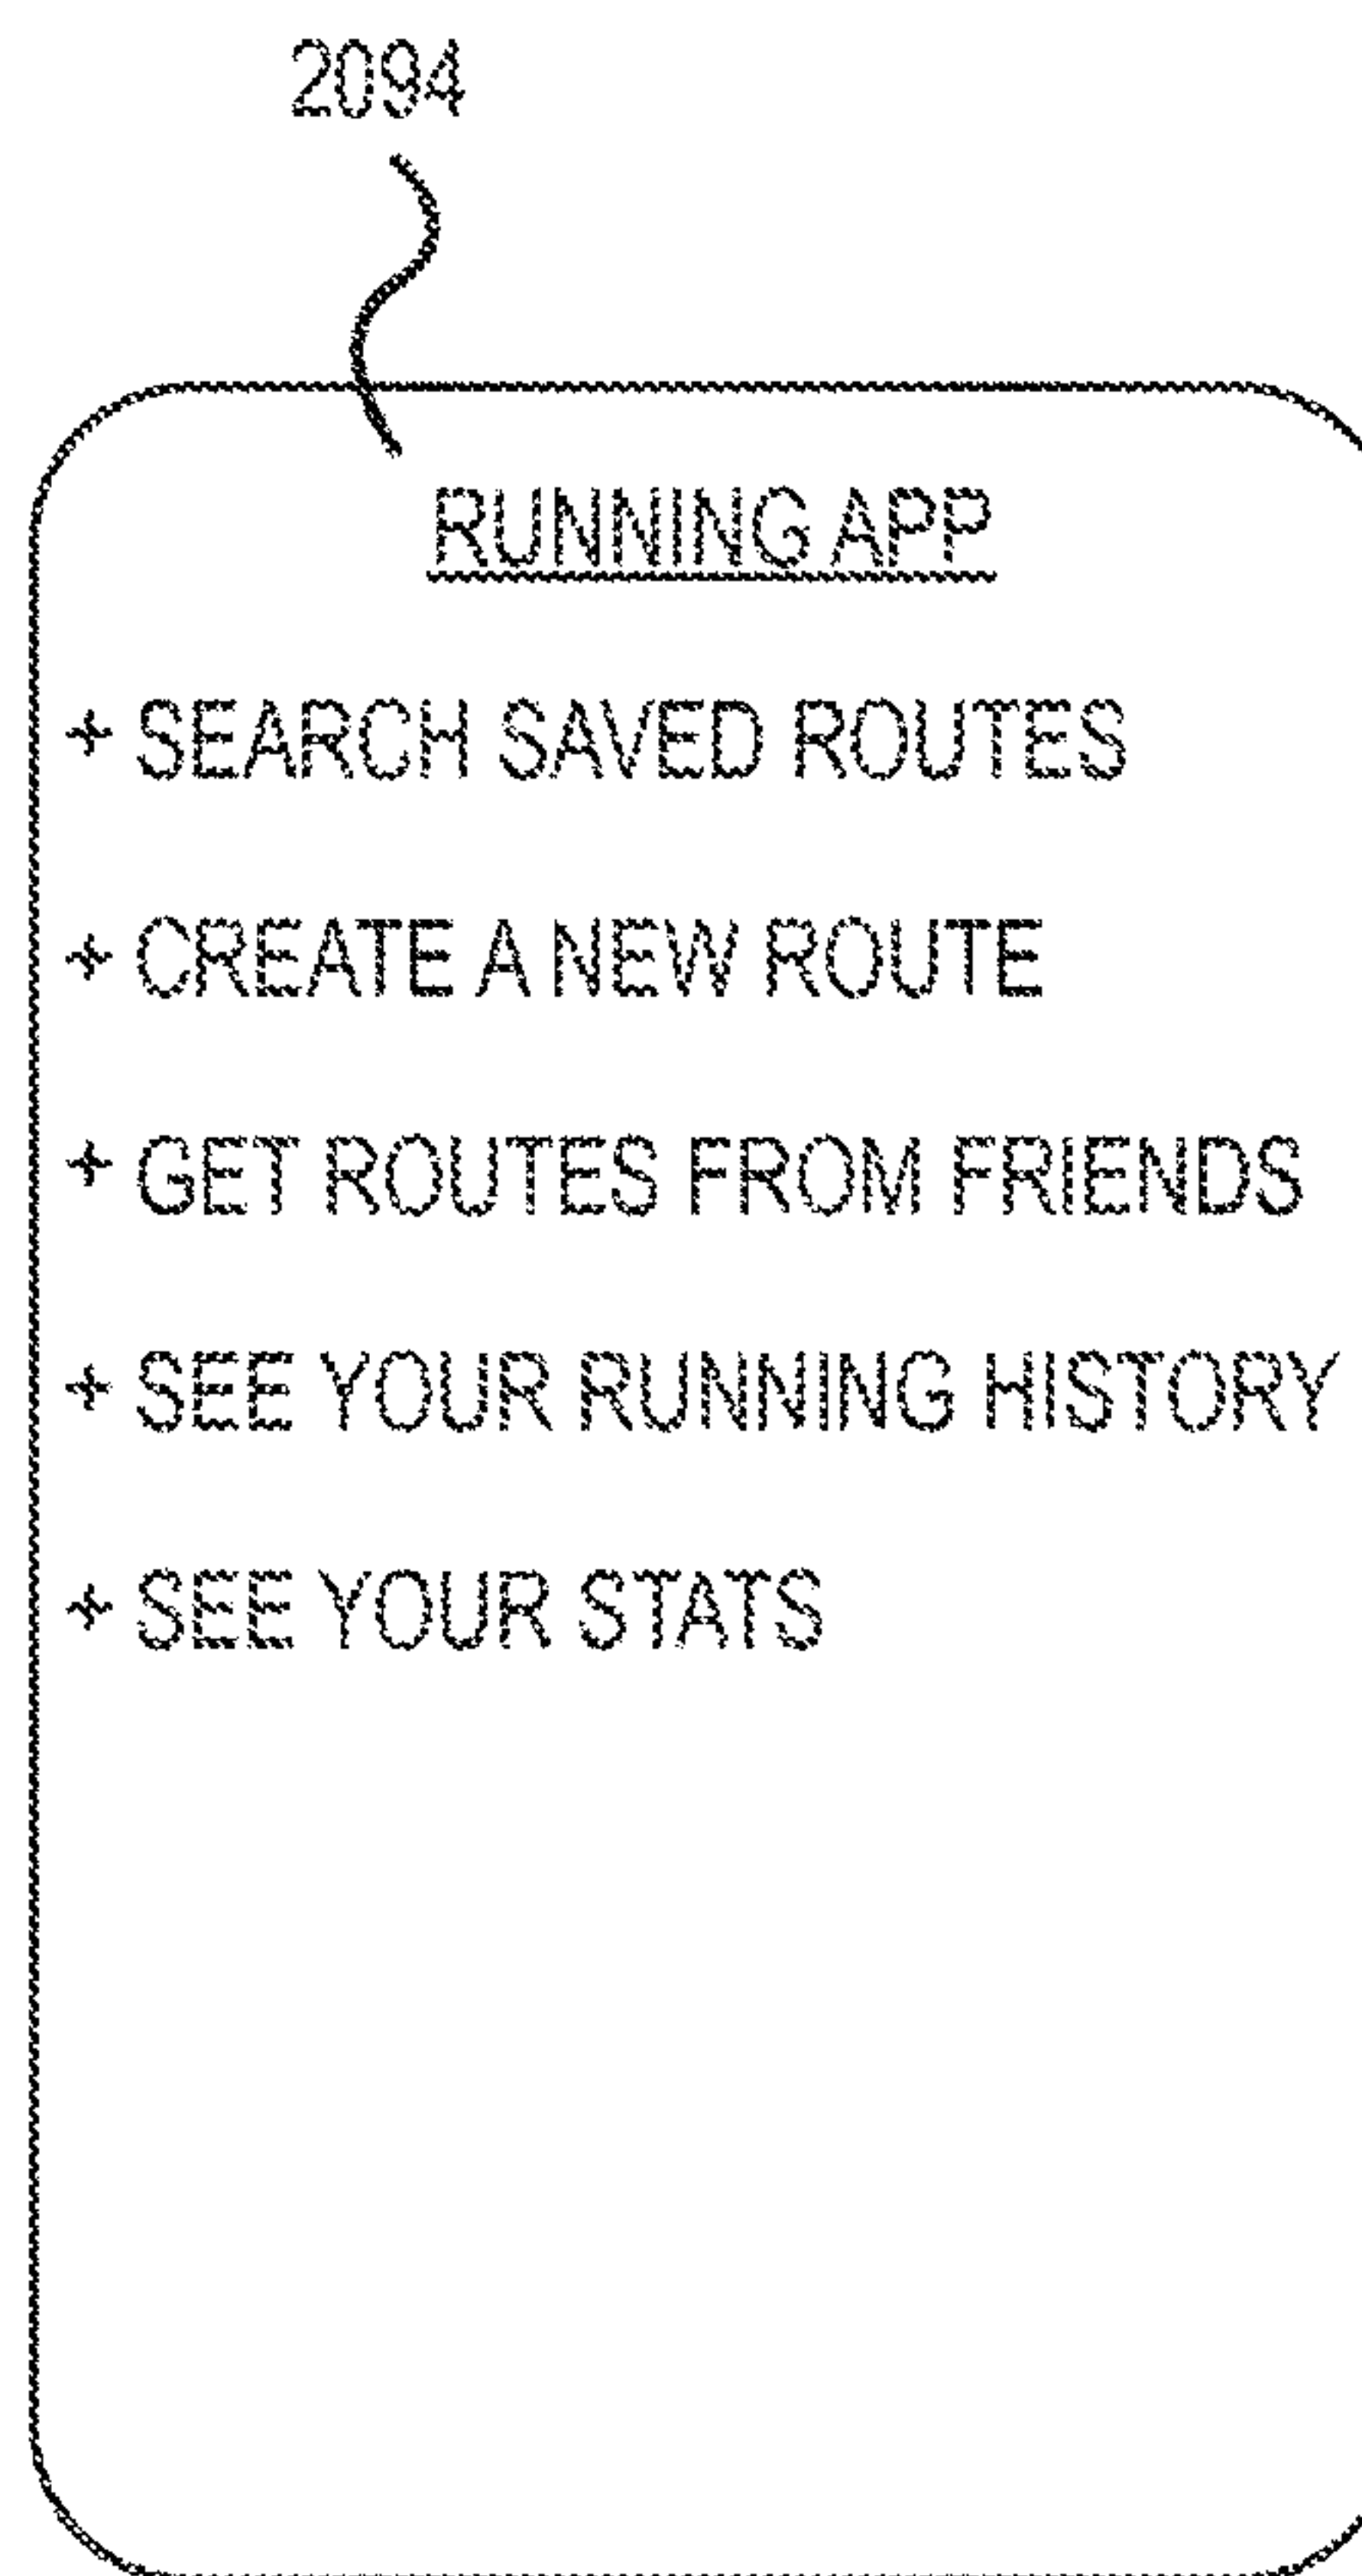 2094
RUNNING APP
+ SEARCH SAVED ROUTES
+ CREATE A NEW ROUTE
+ GET ROUTES FROM FRIENDS
+ SEE YOUR RUNNING HISTORY
+ SEE YOUR STATS